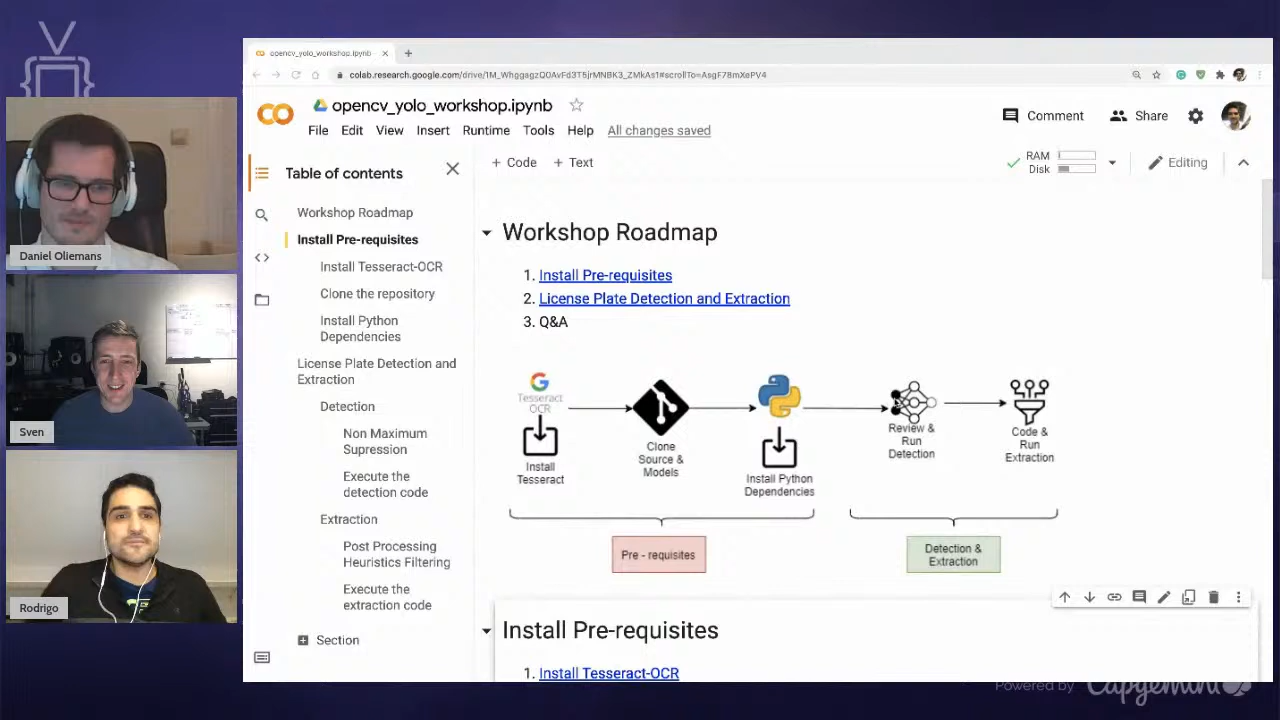 Daniel Oliemans
Sven
Rodrigo
opencv_yolo_workshop.ipynb
colab.research.google.com/drive/
opencv_yolo_workshop.ipynb
File Edit View Insert Runtime Tools Help All changes saved
Comment Share
Table of contents
Workshop Roadmap
Install Pre-requisites
Install Tesseract-OCR
Clone the repository
Install Python
Dependencies
License Plate Detection and
Extraction
Detection
Non Maximum
Supression
Execute the
detection code
Extraction
Post Processing
Heuristics Filtering
Execute the
extraction code
Section
+ Code + Text
RAM
Disk
Editing
Workshop Roadmap
1. Install Pre-requisites
2. License Plate Detection and Extraction
3. Q&A
Tesseract
OCR
Install
Tesseract
Clone
Source &
Models
Install Python
Dependencies
Review &
Run
Detection
Code &
Run
Extraction
Pre - requisites
Detection &
Extraction
Install Pre-requisites
1. Install Tesseract-OCR
Powered by Capgemini